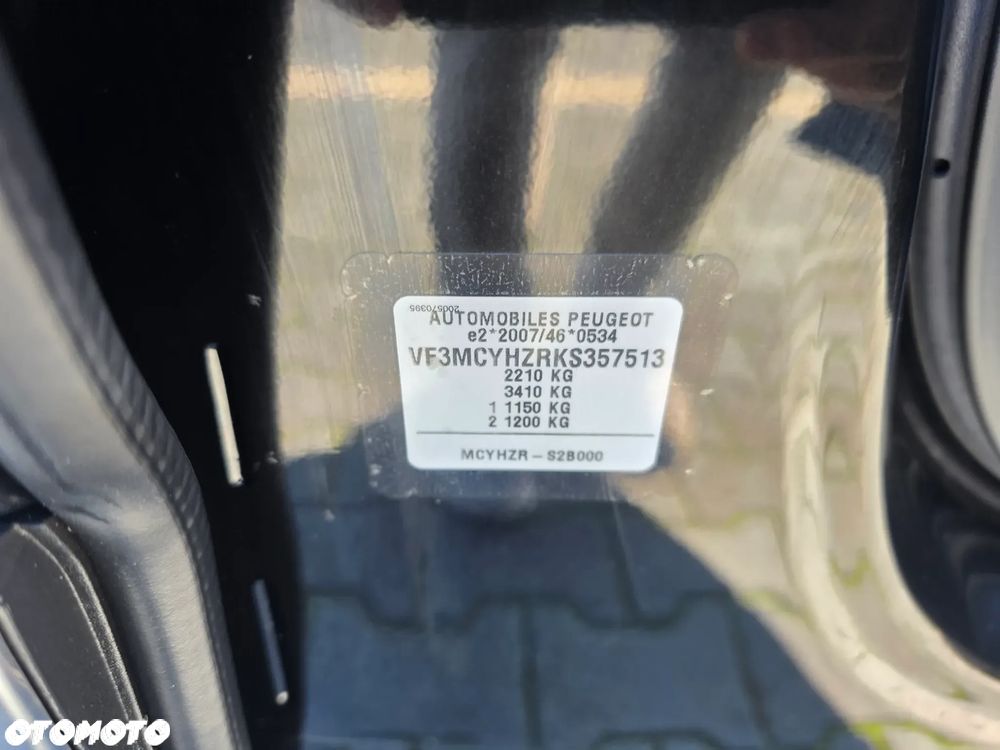 200570395
AUTOMOBILES PEUGEOT
e2*2007/46*0534
VF3MCYHZRKS357513
2210 KG
3410 KG
1 1150 KG
2 1200 KG
MCYHZR - S2B000
OTOMOTO